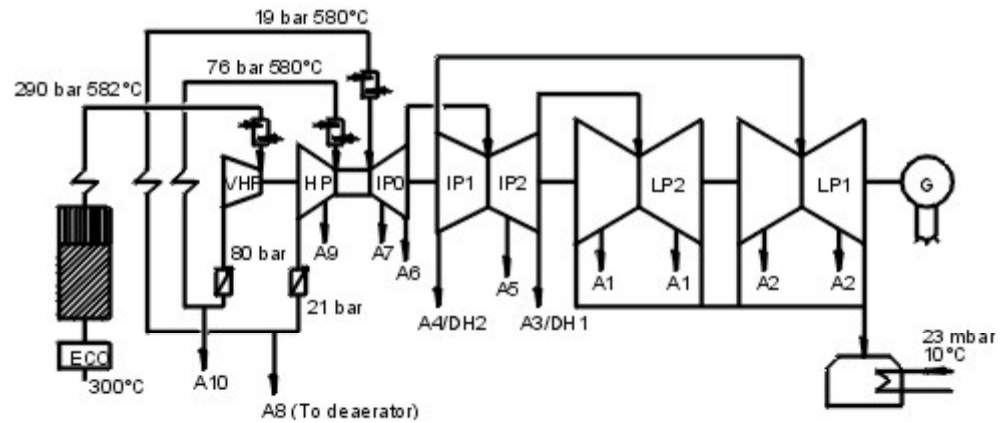 19 bar 580°C
76 bar 580°C
290 bar 582°C
VHP
HP
IP0
IP1
IP2
LP2
LP1
G
80 bar
A9
A7
A6
A5
A1
A1
A2
A2
21 bar
A4/DH2
A3/DH1
23 mbar
10°C
ECO
300°C
A10
A8 (To deaerator)